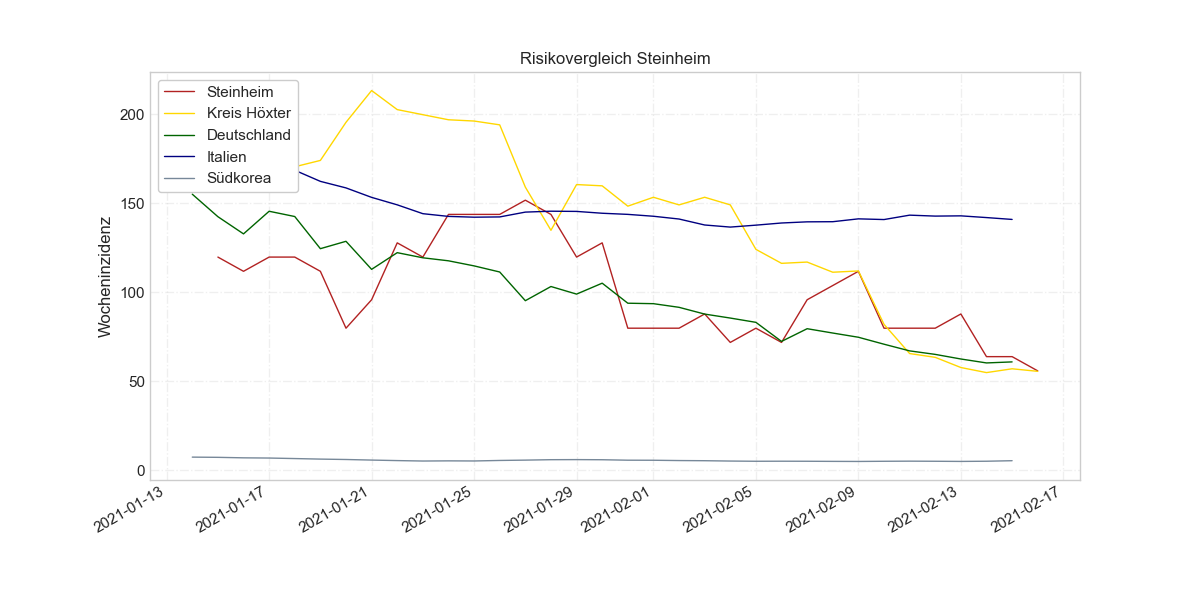 Risikovergleich Steinheim
Steinheim
Kreis Höxter
Deutschland
Italien
Südkorea
Wocheninzidenz
200
150
100
50
0
2021-01-13
2021-01-17
2021-01-21
2021-01-25
2021-01-29
2021-02-01
2021-02-05
2021-02-09
2021-02-13
2021-02-17